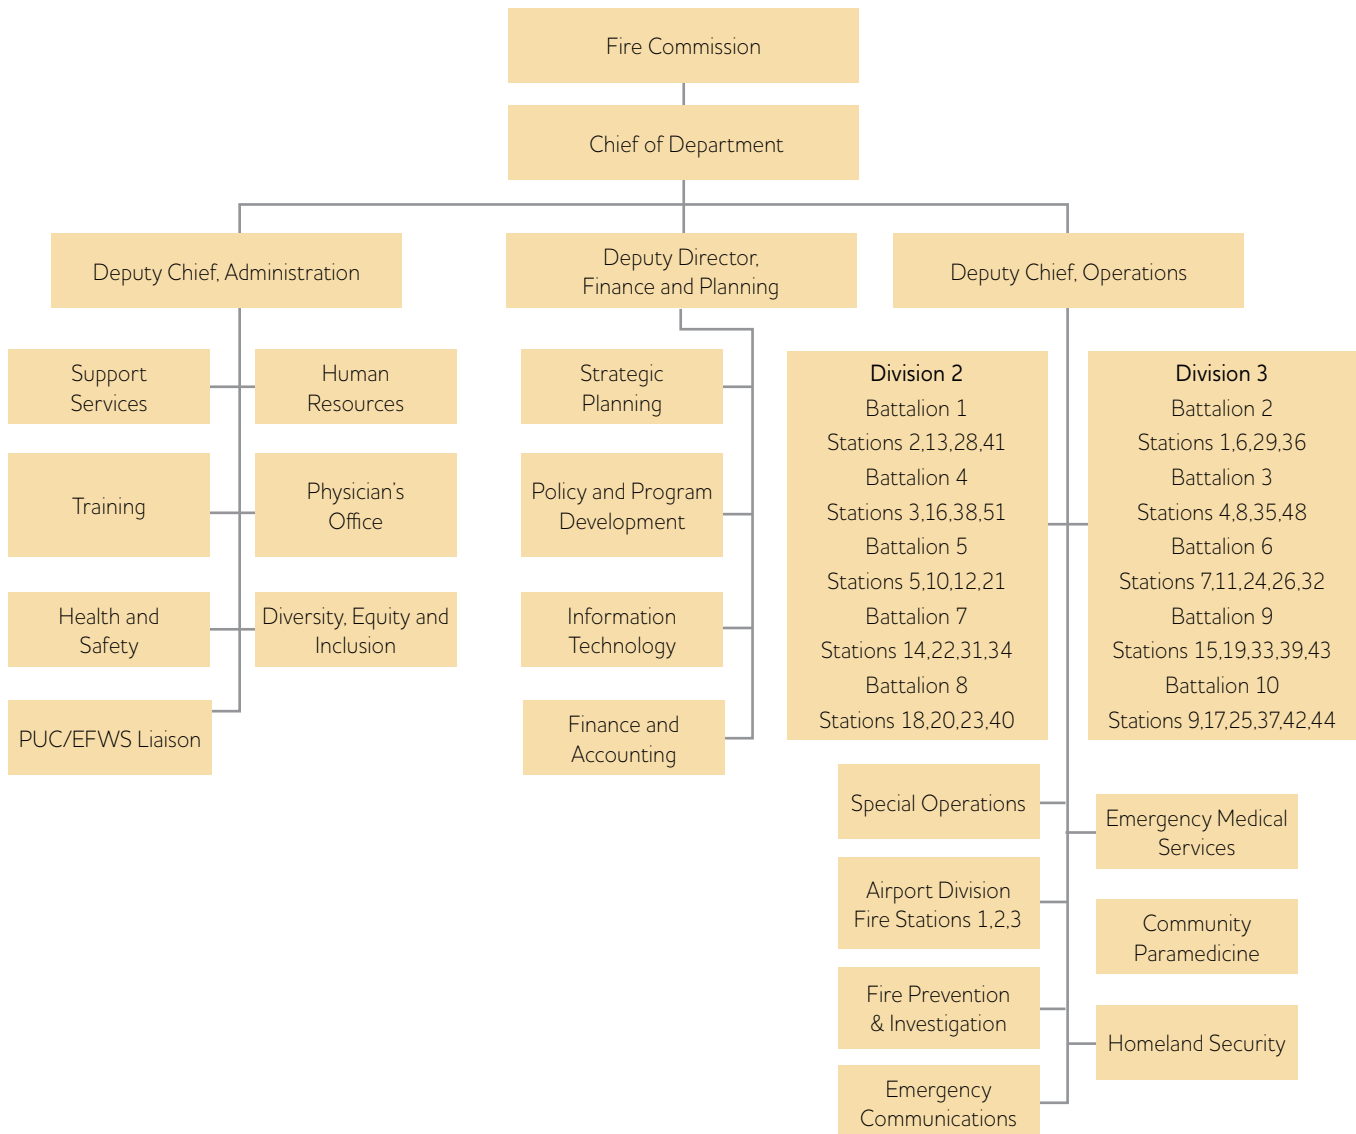 Fire Commission
Chief of Department
Deputy Chief, Administration
Deputy Director,
Finance and Planning
Deputy Chief, Operations
Support
Services
Human
Resources
Training
Physician's
Office
Health and
Safety
Diversity, Equity and
Inclusion
PUC/EFWS Liaison
Strategic
Planning
Policy and Program
Development
Information
Technology
Finance and
Accounting
Division 2
Battalion 1
Stations 2,13,28,41
Battalion 4
Stations 3,16,38,51
Battalion 5
Stations 5,10,12,21
Battalion 7
Stations 14,22,31,34
Battalion 8
Stations 18,20,23,40
Division 3
Battalion 2
Stations 1,6,29,36
Battalion 3
Stations 4,8,35,48
Battalion 6
Stations 7,11,24,26,32
Battalion 9
Stations 15,19,33,39,43
Battalion 10
Stations 9,17,25,37,42,44
Special Operations
Emergency Medical
Services
Airport Division
Fire Stations 1,2,3
Community
Paramedicine
Fire Prevention
& Investigation
Homeland Security
Emergency
Communications